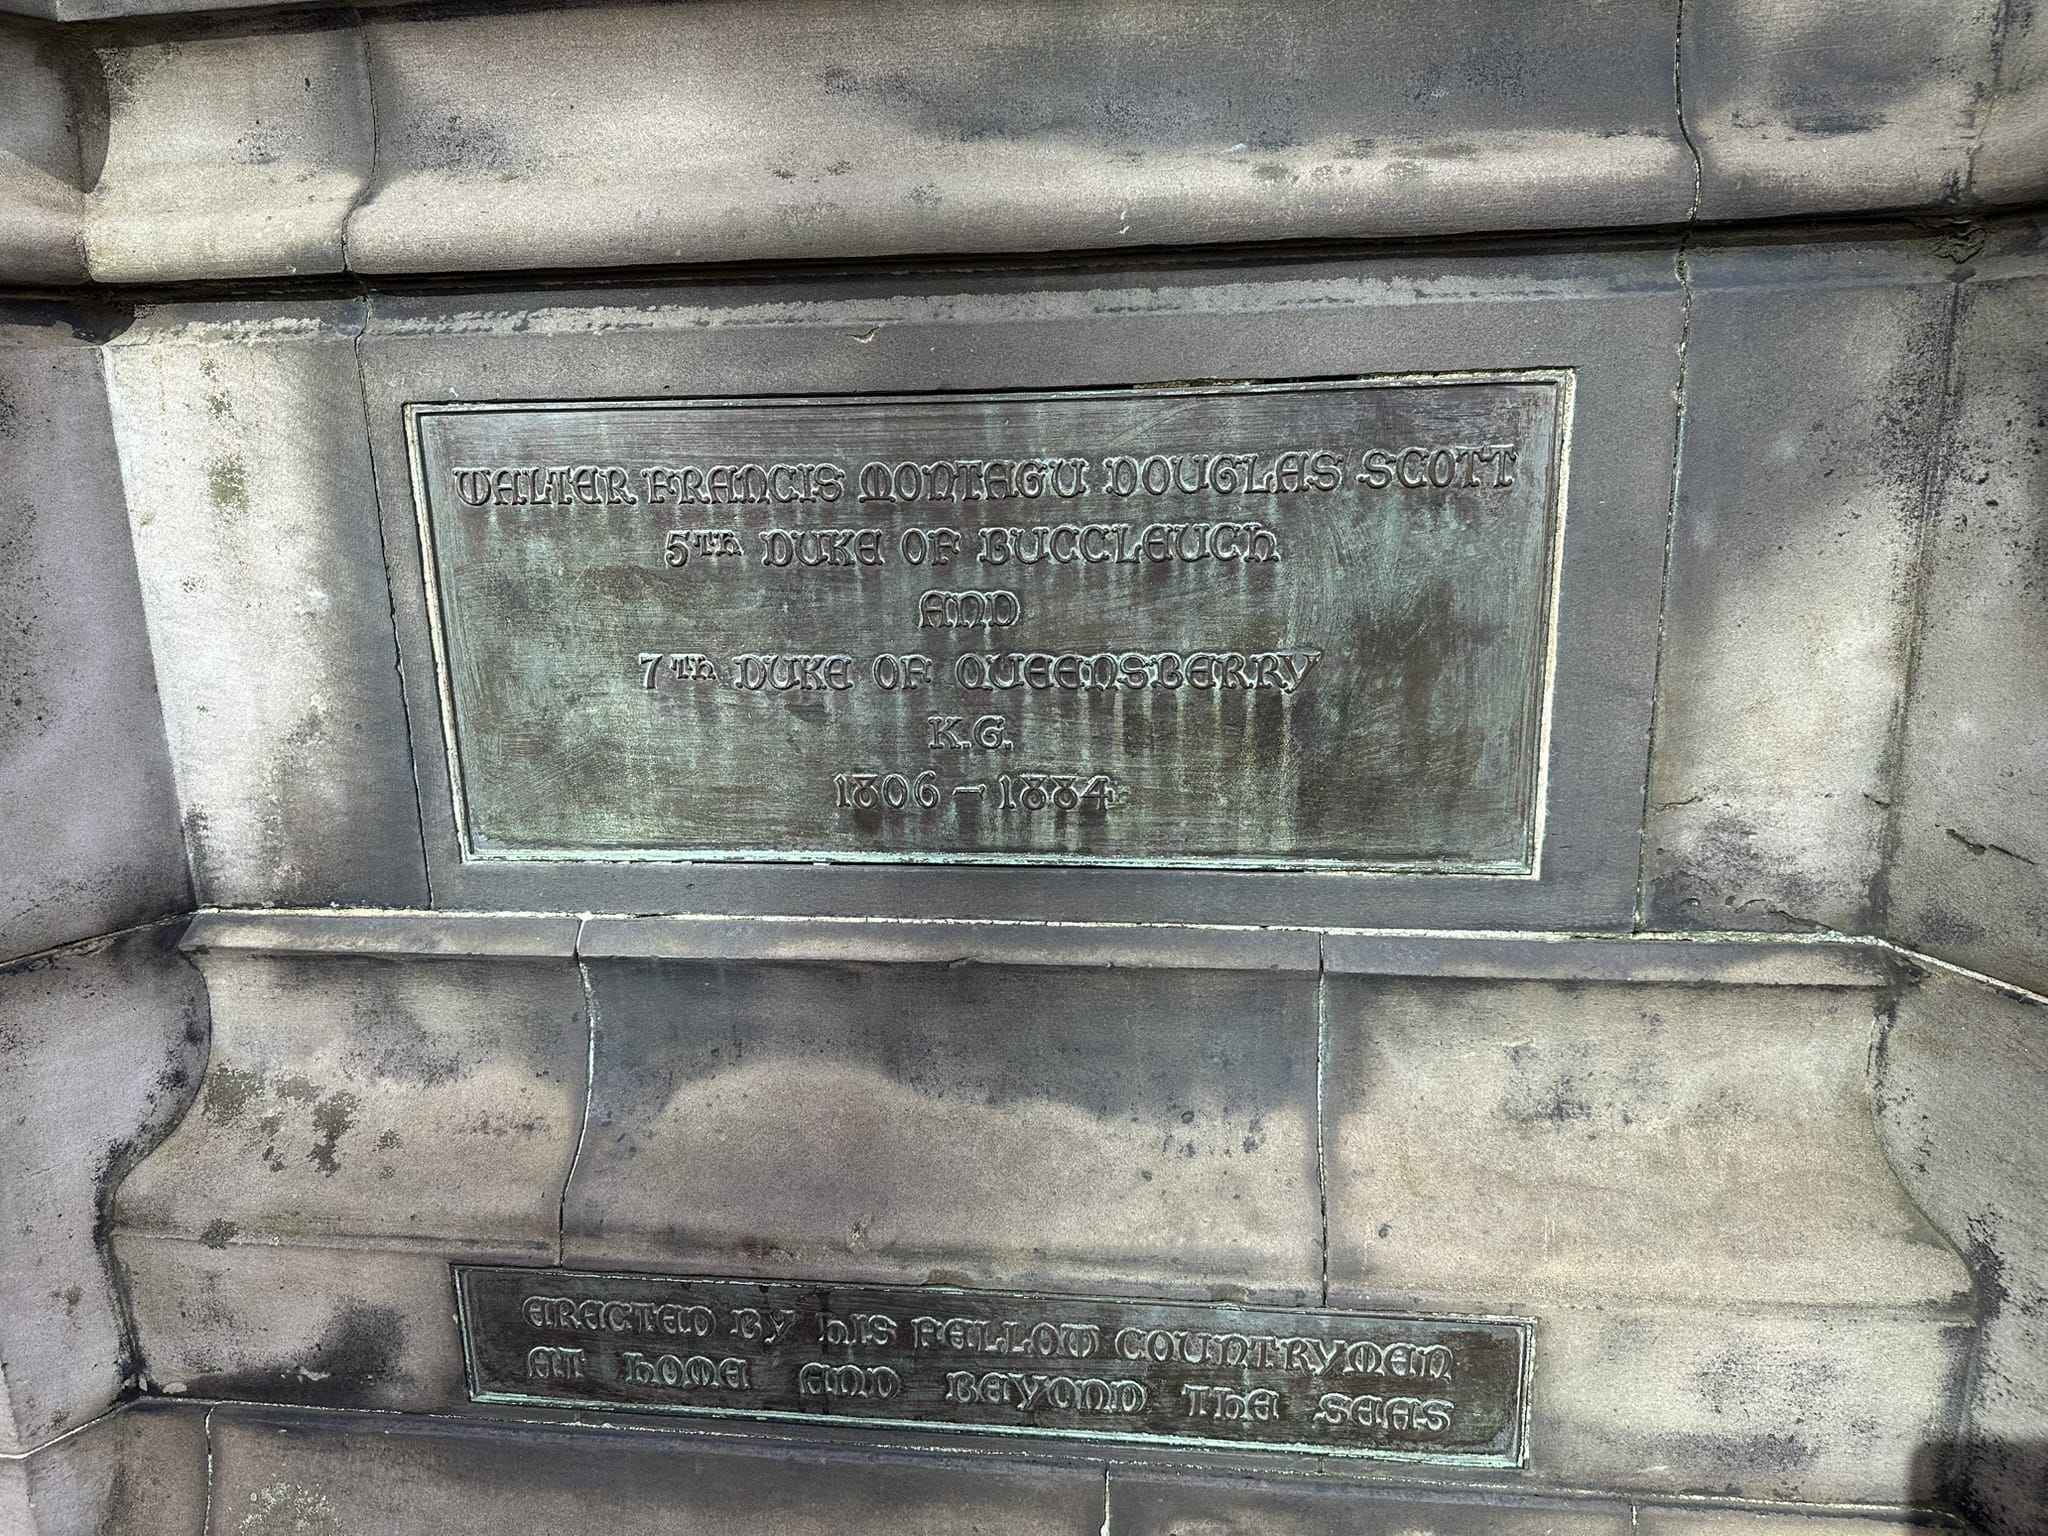 WALTER FRANCIS MONTAGU DOUGLAS SCOTT
5TH DUKE OF BUCCLEUCH
AND
7TH DUKE OF QUEENSBERRY
K.G.
1806 – 1884
ERECTED BY HIS FELLOW COUNTRYMEN
AT HOME AND BEYOND THE SEAS